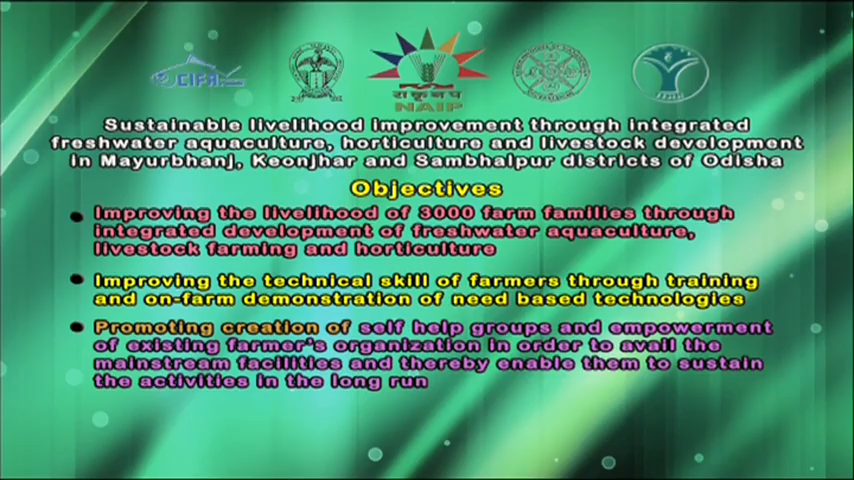 CIFA
राकृनप
NAIP
Sustainable livelihood improvement through integrated
freshwater aquaculture, horticulture and livestock development
in Mayurbhanj, Keonjhar and Sambhalpur districts of Odisha
Objectives
Improving the livelihood of 3000 farm families through
integrated development of freshwater aquaculture,
livestock farming and horticulture
Improving the technical skill of farmers through training
and on-farm demonstration of need based technologies
Promoting creation of self help groups and empowerment
of existing farmer's organization in order to avail the
mainstream facilities and thereby enable them to sustain
the activities in the long run